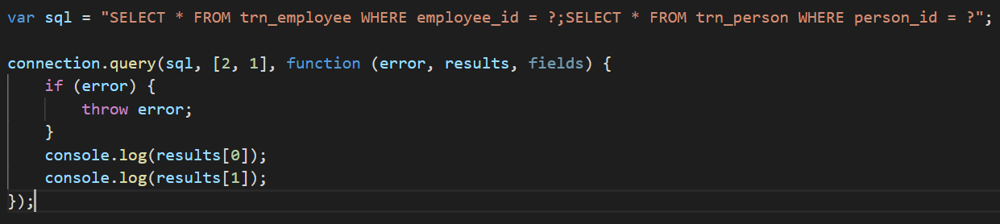 var sql = "SELECT * FROM trn_employee WHERE employee_id = ?;SELECT * FROM trn_person WHERE person_id = ?";
connection.query(sql, [2, 1], function (error, results, fields) {
    if (error) {
        throw error;
    }
    console.log(results[0]);
    console.log(results[1]);
});